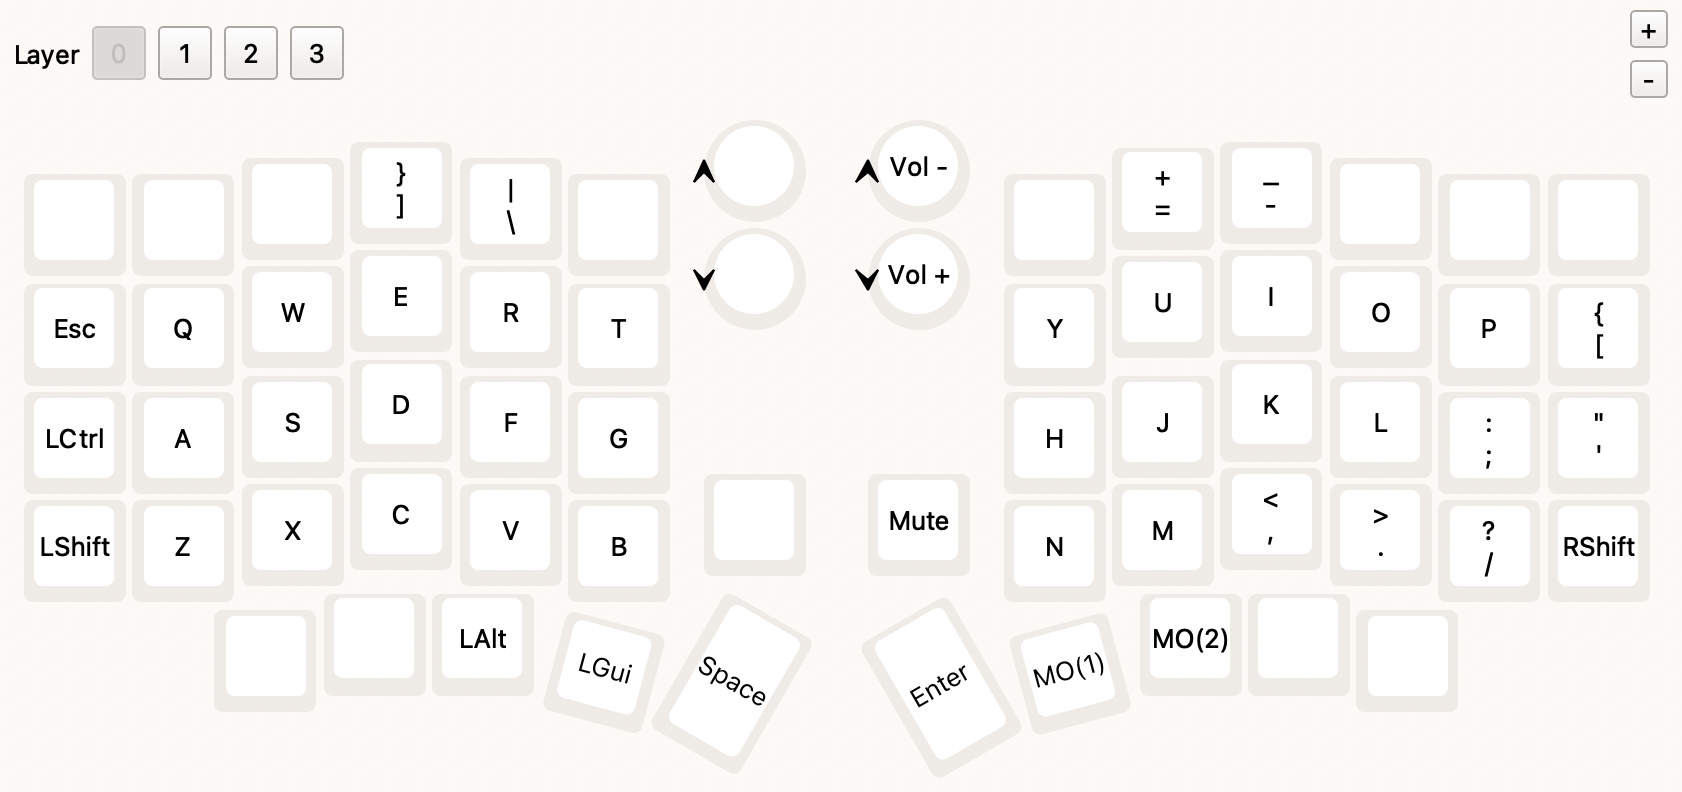 Layer 0 1 2 3
+
-
}
]
|
\
Vol -
+
=
_
-
Vol +
Esc Q W E R T
Y U I O P
{
[
LCtrl A S D F G
H J K L
:
;
"
'
LShift Z X C V B
Mute
N M
<
,
>
.
?
/
RShift
LAlt LGui Space
Enter MO(1) MO(2)